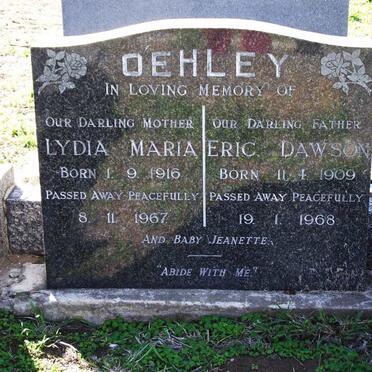 OEHLEY
IN LOVING MEMORY OF
OUR DARLING MOTHER
LYDIA MARIA
BORN 1. 9. 1916
PASSED AWAY PEACEFULLY
8. 11. 1967
OUR DARLING FATHER
ERIC DAWSON
BORN 11. 4. 1909
PASSED AWAY PEACEFULLY
19. 1. 1968
AND BABY JEANETTE
"ABIDE WITH ME"